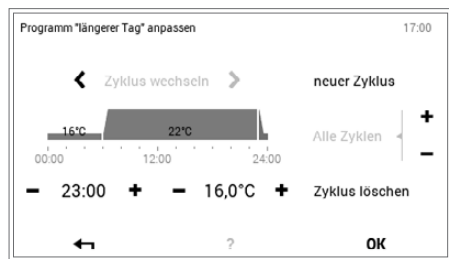 Programm "längerer Tag" anpassen 17:00
Zyklus wechseln neuer Zyklus
16°C 22°C
Alle Zyklen
00:00 12:00 24:00
− 23:00 + − 16,0°C + Zyklus löschen
? OK